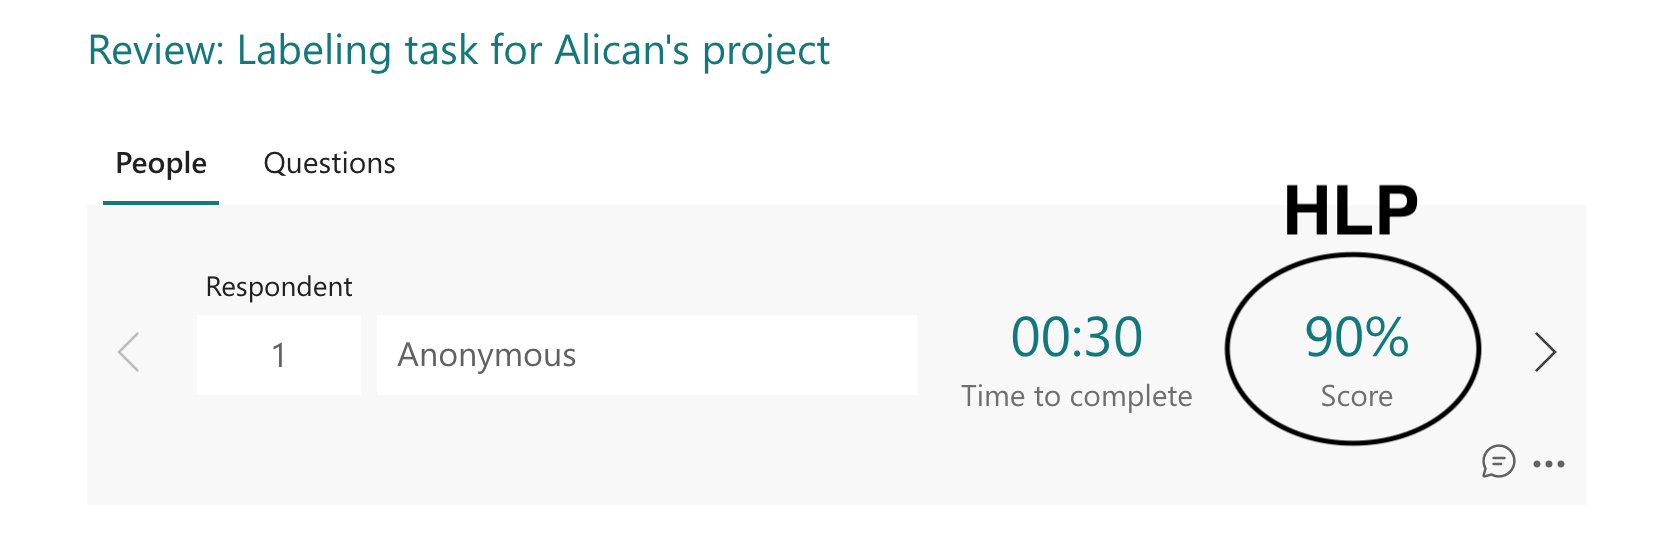 Review: Labeling task for Alican's project
People Questions
HLP
Respondent
1 Anonymous
00:30
Time to complete
90%
Score